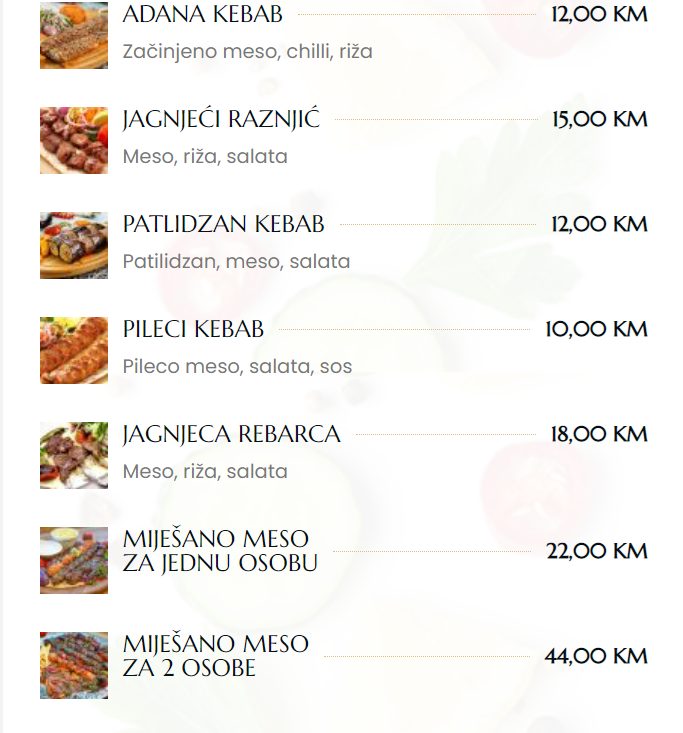 ADANA KEBAB 12,00 KM
Začinjeno meso, chilli, riža
JAGNJEĆI RAZNJIĆ 15,00 KM
Meso, riža, salata
PATLIDZAN KEBAB 12,00 KM
Patilidzan, meso, salata
PILECI KEBAB 10,00 KM
Pileco meso, salata, sos
JAGNJECA REBARCA 18,00 KM
Meso, riža, salata
MIJEŠANO MESO
ZA JEDNU OSOBU 22,00 KM
MIJEŠANO MESO
ZA 2 OSOBE 44,00 KM